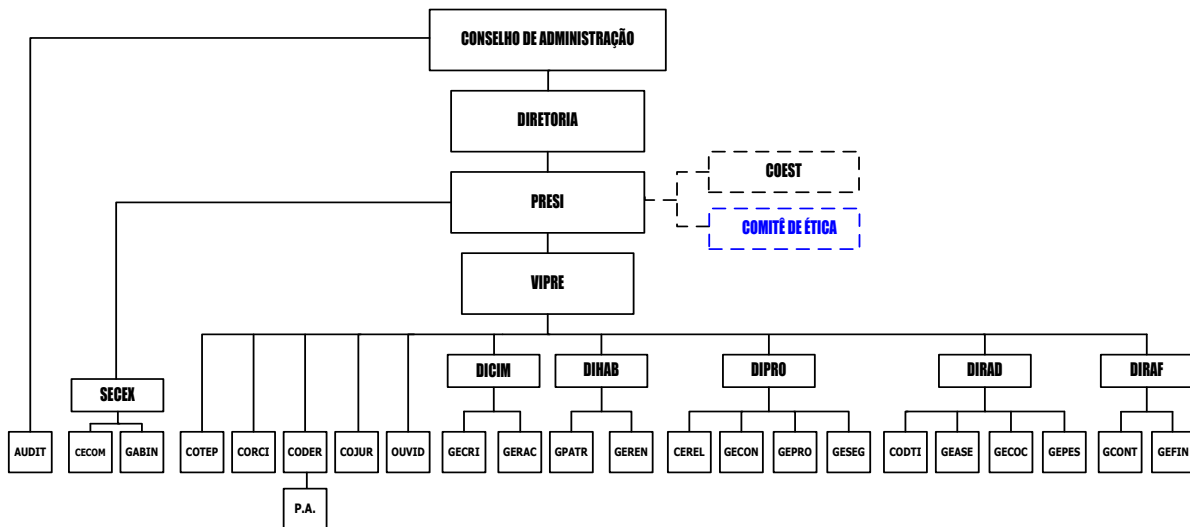 CONSELHO DE ADMINISTRAÇÃO
DIRETORIA
COEST
PRESI
COMITÊ DE ÉTICA
VIPRE
DICIM
DIHAB
DIPRO
DIRAD
DIRAF
SECEX
AUDIT
CECOM
GABIN
COTEP
CORCI
CODER
COJUR
OUVID
GECRI
GERAC
GPATR
GEREN
CEREL
GECON
GEPRO
GESEG
CODTI
GEASE
GECOC
GEPES
GCONT
GEFIN
P.A.